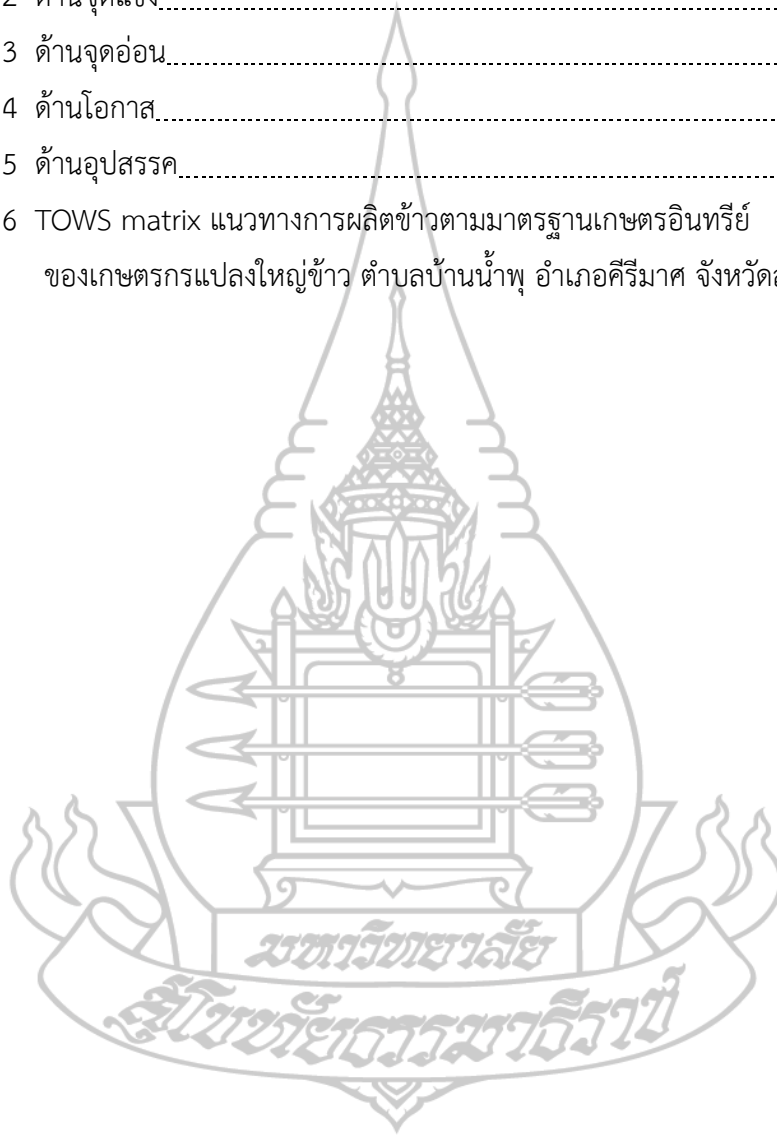 2 ด้านจุดแข็ง
3 ด้านจุดอ่อน
4 ด้านโอกาส
5 ด้านอุปสรรค
6 TOWS matrix แนวทางการผลิตข้าวตามมาตรฐานเกษตรอินทรีย์
ของเกษตรกรแปลงใหญ่ข้าว ตำบลบ้านน้ำพุ อำเภอคีรีมาศ
มหาวิทยาลัย
สุโขทัยธรรมาธิราช